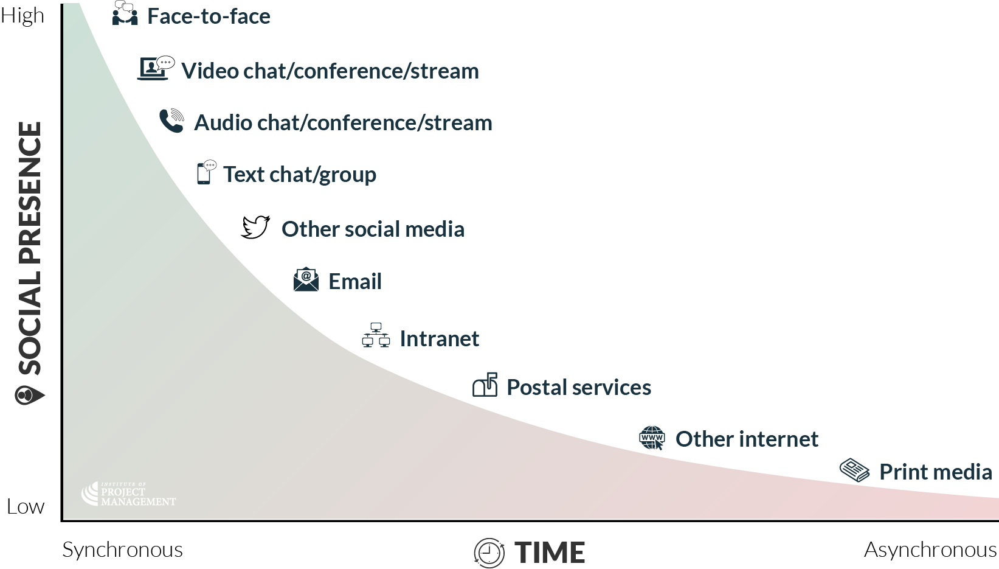 High
Face-to-face
Video chat/conference/stream
Audio chat/conference/stream
Text chat/group
Other social media
@
Email
Intranet
Postal services
WWW
Other internet
Print media
SOCIAL PRESENCE
INSTITUTE OF
PROJECT
MANAGEMENT
Low
Synchronous
TIME
Asynchronous